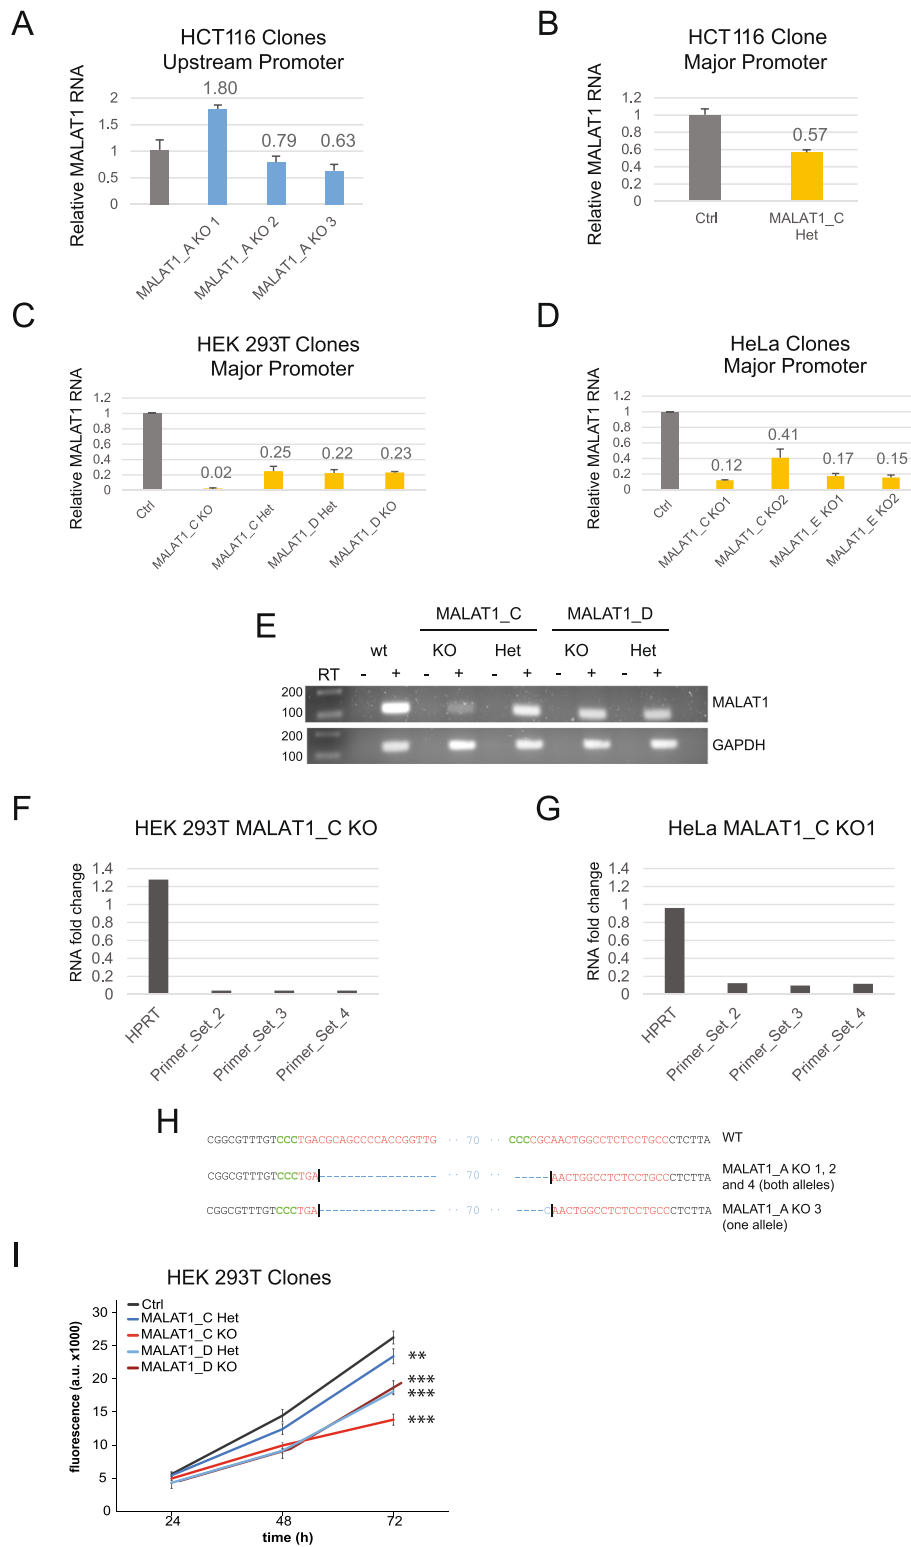 A
HCT116 Clones
Upstream Promoter
Relative MALAT1 RNA
2
1.5
1
0.5
0
1.80
0.79
0.63
MALAT1_A KO 1
MALAT1_A KO 2
MALAT1_A KO 3
B
HCT116 Clone
Major Promoter
Relative MALAT1 RNA
1.2
1
0.8
0.6
0.4
0.2
0
0.57
Ctrl
MALAT1_C
Het
C
HEK 293T Clones
Major Promoter
Relative MALAT1 RNA
1.2
1
0.8
0.6
0.4
0.2
0
0.02
0.25
0.22
0.23
Ctrl
MALAT1_C KO
MALAT1_C Het
MALAT1_D Het
MALAT1_D KO
D
HeLa Clones
Major Promoter
Relative MALAT1 RNA
1.2
1
0.8
0.6
0.4
0.2
0
0.12
0.41
0.17
0.15
Ctrl
MALAT1_C KO1
MALAT1_C KO2
MALAT1_E KO1
MALAT1_E KO2
E
MALAT1_C MALAT1_D
wt KO Het KO Het
RT - + - + - + - + - +
200
100
MALAT1
200
100
GAPDH
F
HEK 293T MALAT1_C KO
RNA fold change
1.4
1.2
1
0.8
0.6
0.4
0.2
0
HPRT
Primer_Set_2
Primer_Set_3
Primer_Set_4
G
HeLa MALAT1_C KO1
RNA fold change
1.4
1.2
1
0.8
0.6
0.4
0.2
0
HPRT
Primer_Set_2
Primer_Set_3
Primer_Set_4
H
CGGCGTTTGTCCCTGACGCAGCCCCACCGGTTG ·· 70 ·· CCCCGCAACTGGCCTCTCCTGCCCTCTTA WT
CGGCGTTTGTCCCTGA|---------------- ·· 70 ·· -----|AACTGGCCTCTCCTGCCCTCTTA MALAT1_A KO 1, 2
and 4 (both alleles)
CGGCGTTTGTCCCTGA|---------------- ·· 70 ·· ----C|AACTGGCCTCTCCTGCCCTCTTA MALAT1_A KO 3
(one allele)
I
HEK 293T Clones
Ctrl
MALAT1_C Het
MALAT1_C KO
MALAT1_D Het
MALAT1_D KO
fluorescence (a.u. x1000)
30
25
20
15
10
5
0
**
***
***
***
24 48 72
time (h)